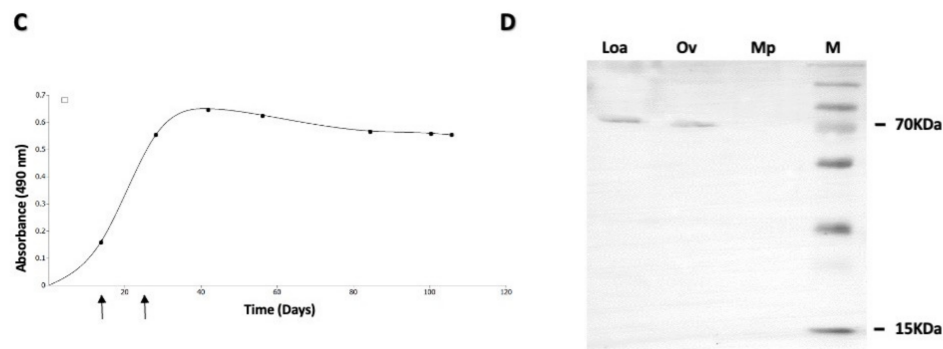 C
D
Loa Ov Mp M
0.7
0.6
0.5
0.4
0.3
0.2
0.1
0
Absorbance (490 nm)
20 40 60 80 100 120
Time (Days)
70KDa
15KDa